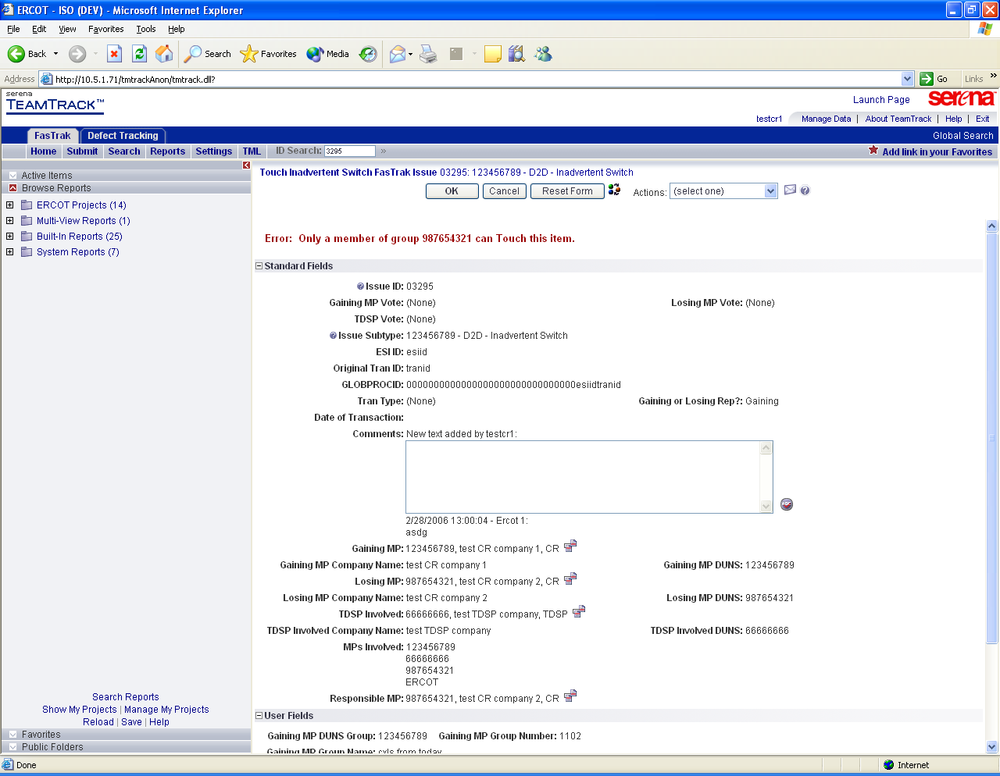 ERCOT - ISO (DEV) - Microsoft Internet Explorer
File Edit View Favorites Tools Help
Back Search Favorites Media
Address http://10.5.1.71/tmtrackAnon/tmtrack.dll? Go Links »
serena
TEAMTRACK™
Launch Page serena
testcr1 Manage Data | About TeamTrack | Help | Exit
FasTrak Defect Tracking Global Search
Home Submit Search Reports Settings TML ID Search: 3295 » Add link in your Favorites
Active Items
Browse Reports
ERCOT Projects (14)
Multi-View Reports (1)
Built-In Reports (25)
System Reports (7)
Search Reports
Show My Projects | Manage My Projects
Reload | Save | Help
Favorites
Public Folders
Touch Inadvertent Switch FasTrak Issue 03295: 123456789 - D2D - Inadvertent Switch
OK Cancel Reset Form Actions: (select one)
Error: Only a member of group 987654321 can Touch this item.
Standard Fields
Issue ID: 03295
Gaining MP Vote: (None) Losing MP Vote: (None)
TDSP Vote: (None)
Issue Subtype: 123456789 - D2D - Inadvertent Switch
ESI ID: esiid
Original Tran ID: tranid
GLOBPROCID: 0000000000000000000000000000000esiidtranid
Tran Type: (None) Gaining or Losing Rep?: Gaining
Date of Transaction:
Comments: New text added by testcr1:
ABC
2/28/2006 13:00:04 - Ercot 1:
asdg
Gaining MP: 123456789, test CR company 1, CR
Gaining MP Company Name: test CR company 1 Gaining MP DUNS: 123456789
Losing MP: 987654321, test CR company 2, CR
Losing MP Company Name: test CR company 2 Losing MP DUNS: 987654321
TDSP Involved: 66666666, test TDSP company, TDSP
TDSP Involved Company Name: test TDSP company TDSP Involved DUNS: 66666666
MPs Involved: 123456789
66666666
987654321
ERCOT
Responsible MP: 987654321, test CR company 2, CR
User Fields
Gaining MP DUNS Group: 123456789 Gaining MP Group Number: 1102
Gaining MP Group Name: cxls from today
Done Internet